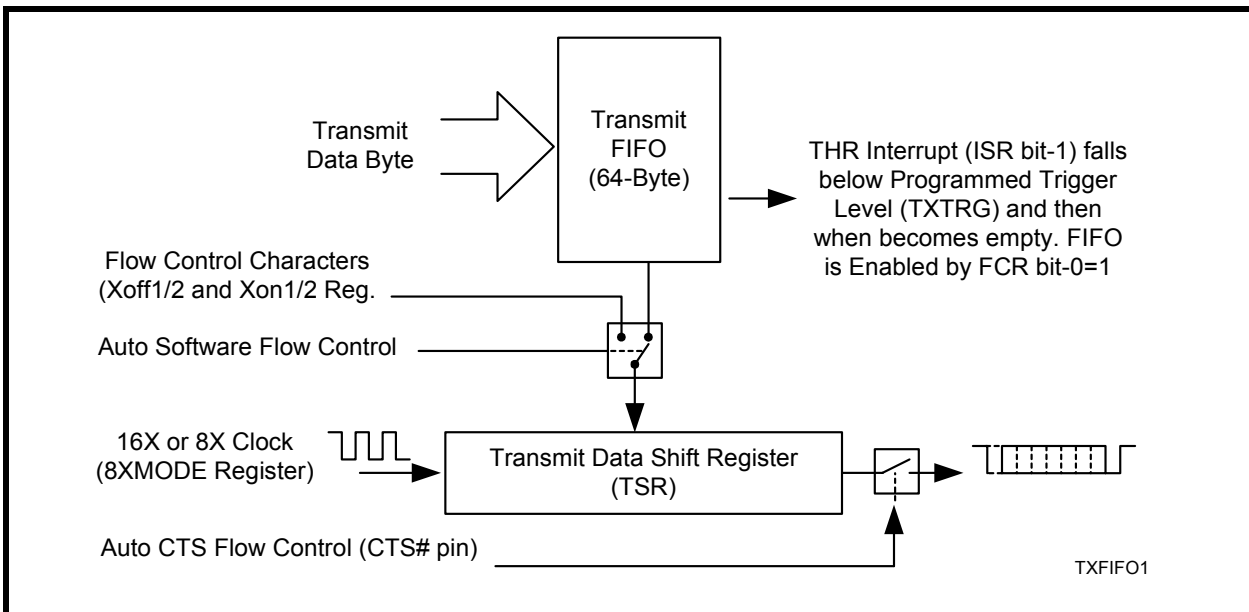 Transmit
Data Byte
Transmit
FIFO
(64-Byte)
THR Interrupt (ISR bit-1) falls
below Programmed Trigger
Level (TXTRG) and then
when becomes empty. FIFO
is Enabled by FCR bit-0=1
Flow Control Characters
(Xoff1/2 and Xon1/2 Reg.
Auto Software Flow Control
16X or 8X Clock
(8XMODE Register)
Transmit Data Shift Register
(TSR)
Auto CTS Flow Control (CTS# pin)
TXFIFO1